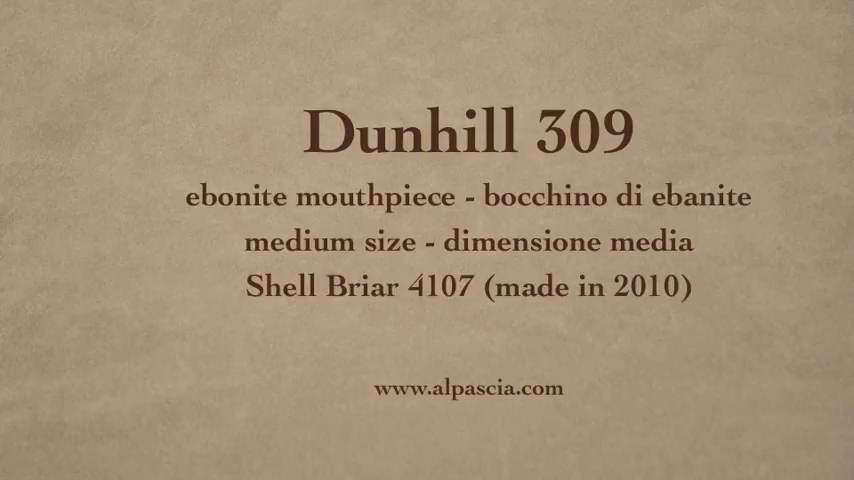 Dunhill 309
ebonite mouthpiece - bocchino di ebanite
medium size - dimensione media
Shell Briar 4107 (made in 2010)
www.alpascia.com